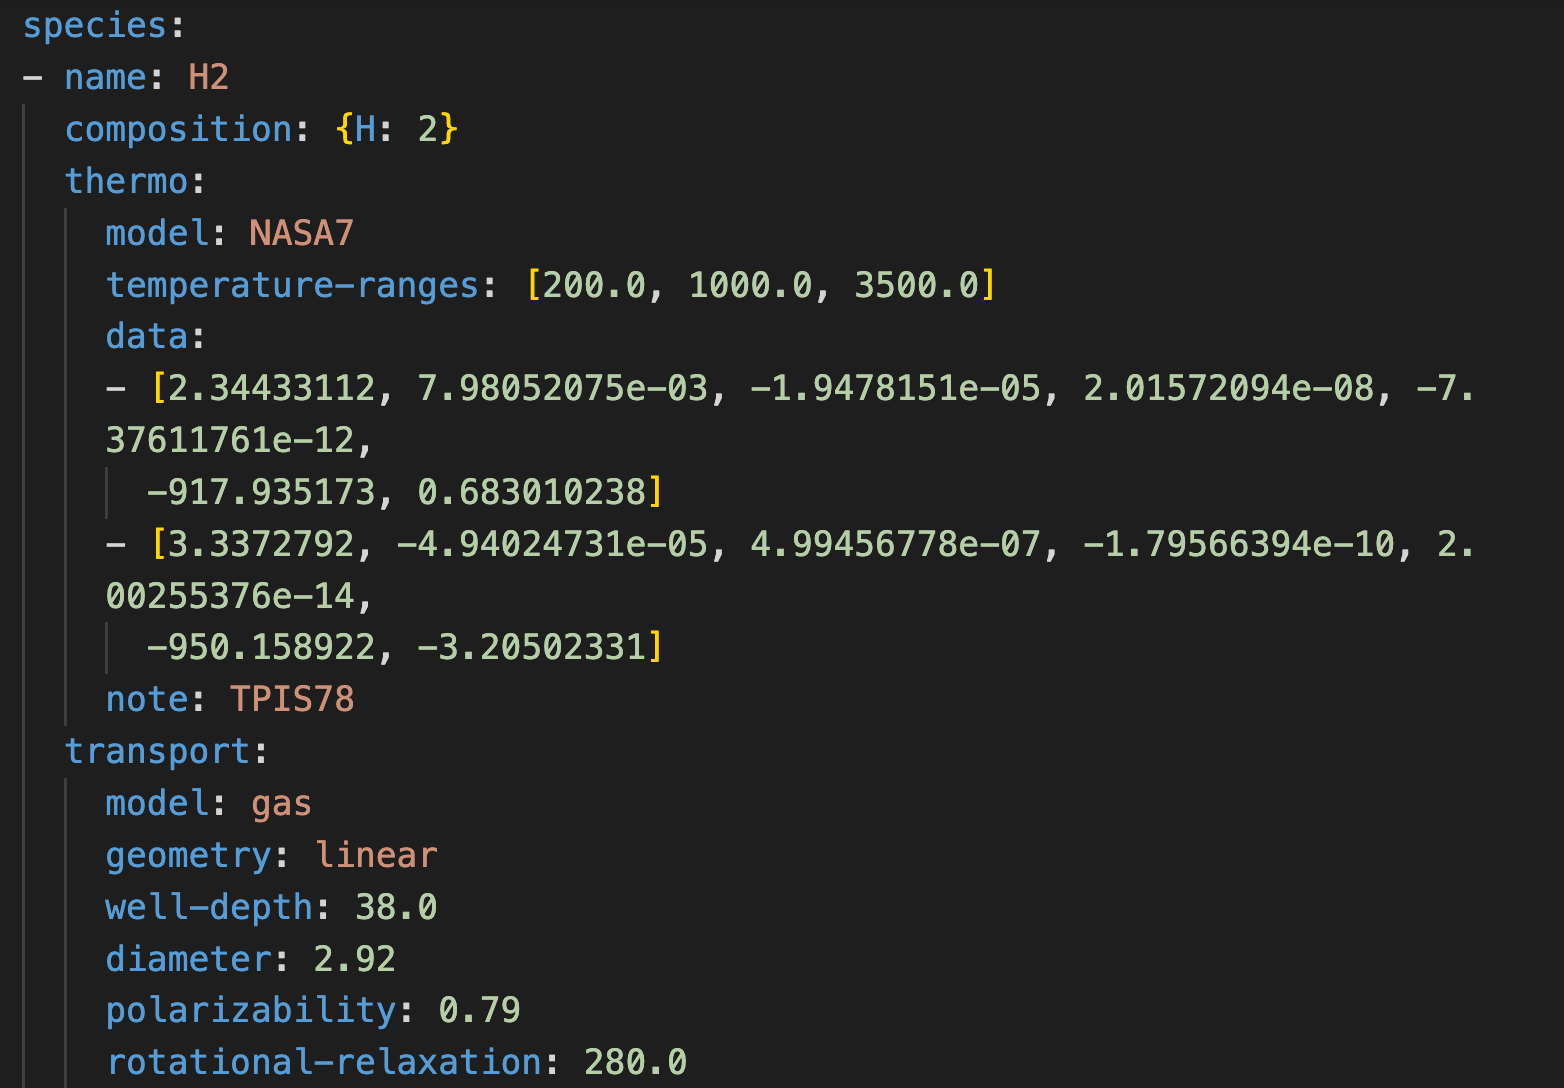 species:
- name: H2
  composition: {H: 2}
  thermo:
    model: NASA7
    temperature-ranges: [200.0, 1000.0, 3500.0]
    data:
    - [2.34433112, 7.98052075e-03, -1.9478151e-05, 2.01572094e-08, -7.
    37611761e-12,
      -917.935173, 0.683010238]
    - [3.3372792, -4.94024731e-05, 4.99456778e-07, -1.79566394e-10, 2.
    00255376e-14,
      -950.158922, -3.20502331]
    note: TPIS78
  transport:
    model: gas
    geometry: linear
    well-depth: 38.0
    diameter: 2.92
    polarizability: 0.79
    rotational-relaxation: 280.0